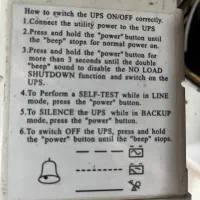 How to switch the UPS ON/OFF correctly.
1.Connect the utility power to the UPS
2.Press and hold the "power" button until
the "beep" stops for normal power on.
3.Press and hold the "power" button for
more than 3 seconds until the double
"beep" sound to disable the NO LOAD
SHUTDOWN function and switch on the
UPS.
4.To Perform a SELF-TEST while in LINE
mode, press the "power" button.
5.To SILENCE the UPS while in BACKUP
mode, press the "power" button.
6.To switch OFF the UPS, press and hold
the "power" button until the "beep" stops.